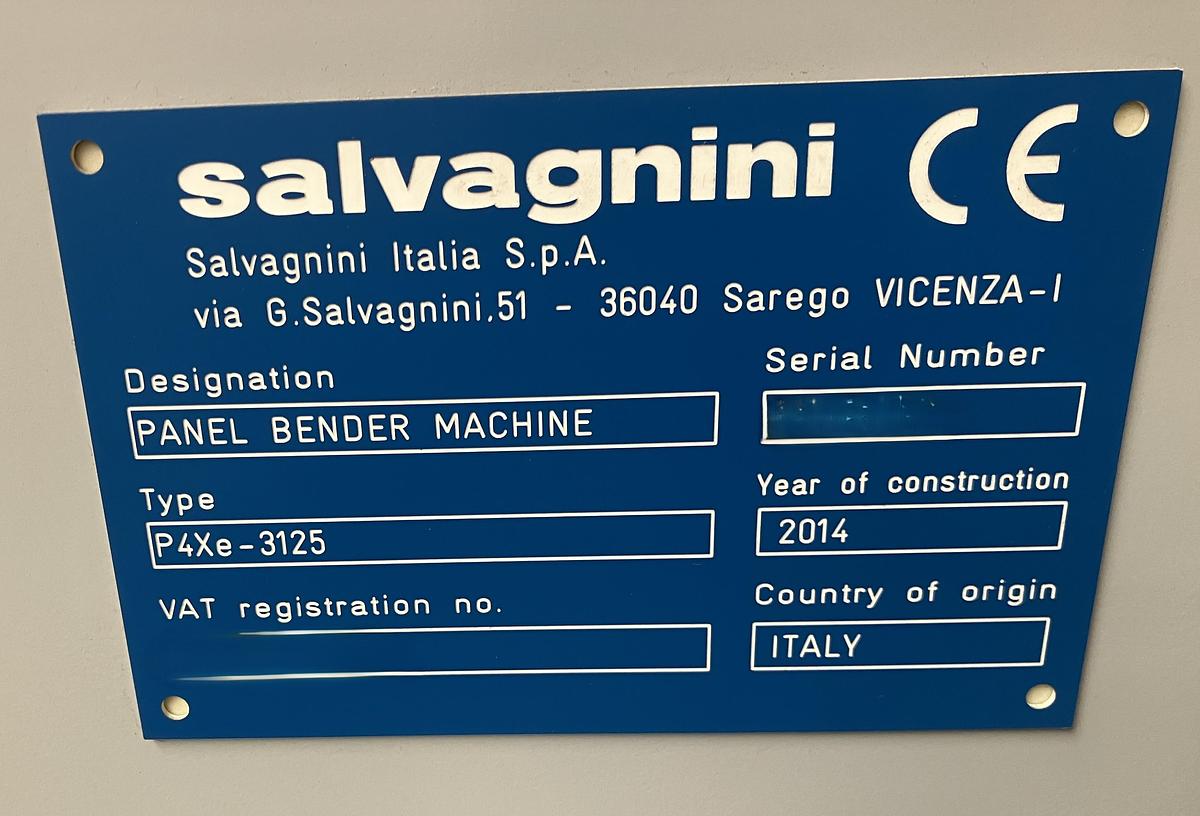 salvagnini CE
Salvagnini Italia S.p.A.
via G.Salvagnini,51 - 36040 Sarego VICENZA-I
Designation
PANEL BENDER MACHINE
Serial Number
Type
P4Xe-3125
Year of construction
2014
VAT registration no.
Country of origin
ITALY